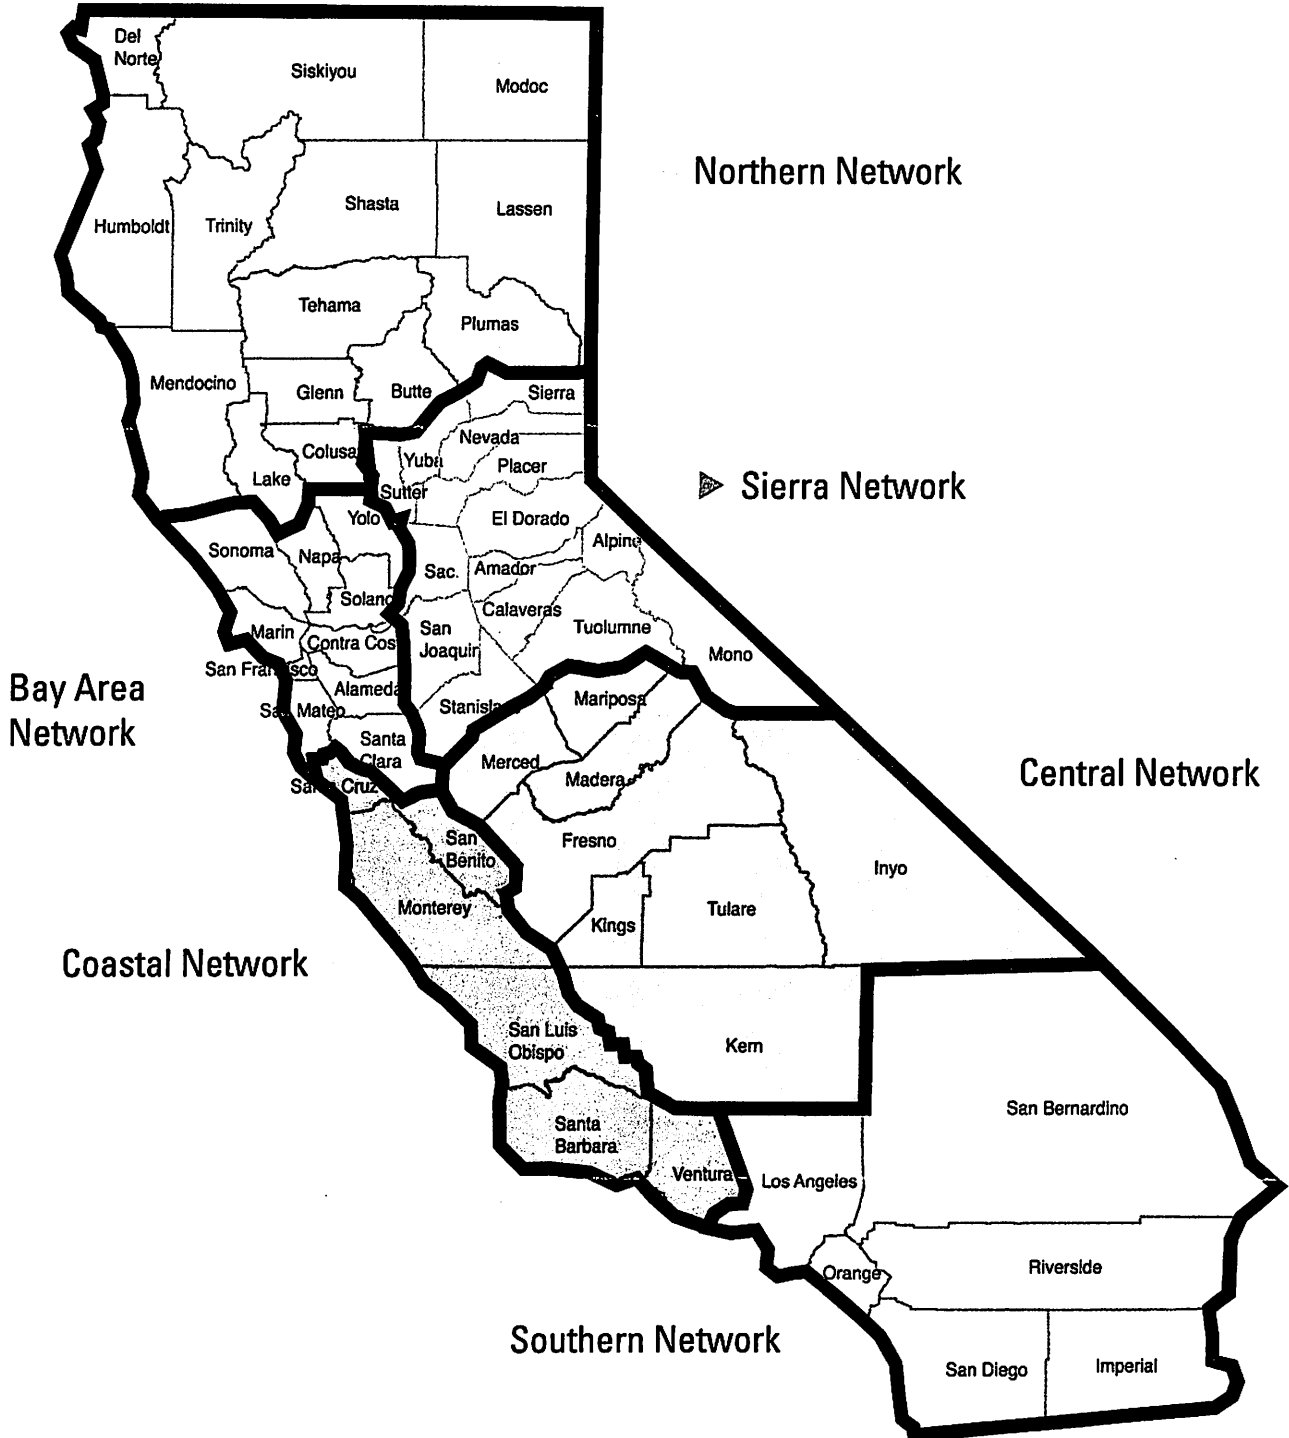 Del
Norte
Siskiyou
Modoc
Northern Network
Humboldt
Trinity
Shasta
Lassen
Tehama
Plumas
Mendocino
Glenn
Butte
Sierra
Colusa
Nevada
Yuba
Placer
Lake
Sutter
Sierra Network
Yolo
El Dorado
Sonoma
Napa
Alpine
Sac.
Amador
Solano
Calaveras
Marin
Contra Cos
San
Joaquin
Tuolumne
Mono
San Francisco
Bay Area
Network
Alameda
Mariposa
San Mateo
Stanisla
Santa
Clara
Merced
Madera
Central Network
Santa Cruz
San
Benito
Fresno
Inyo
Monterey
Kings
Tulare
Coastal Network
San Luis
Obispo
Kern
San Bernardino
Santa
Barbara
Ventura
Los Angeles
Orange
Riverside
Southern Network
San Diego
Imperial